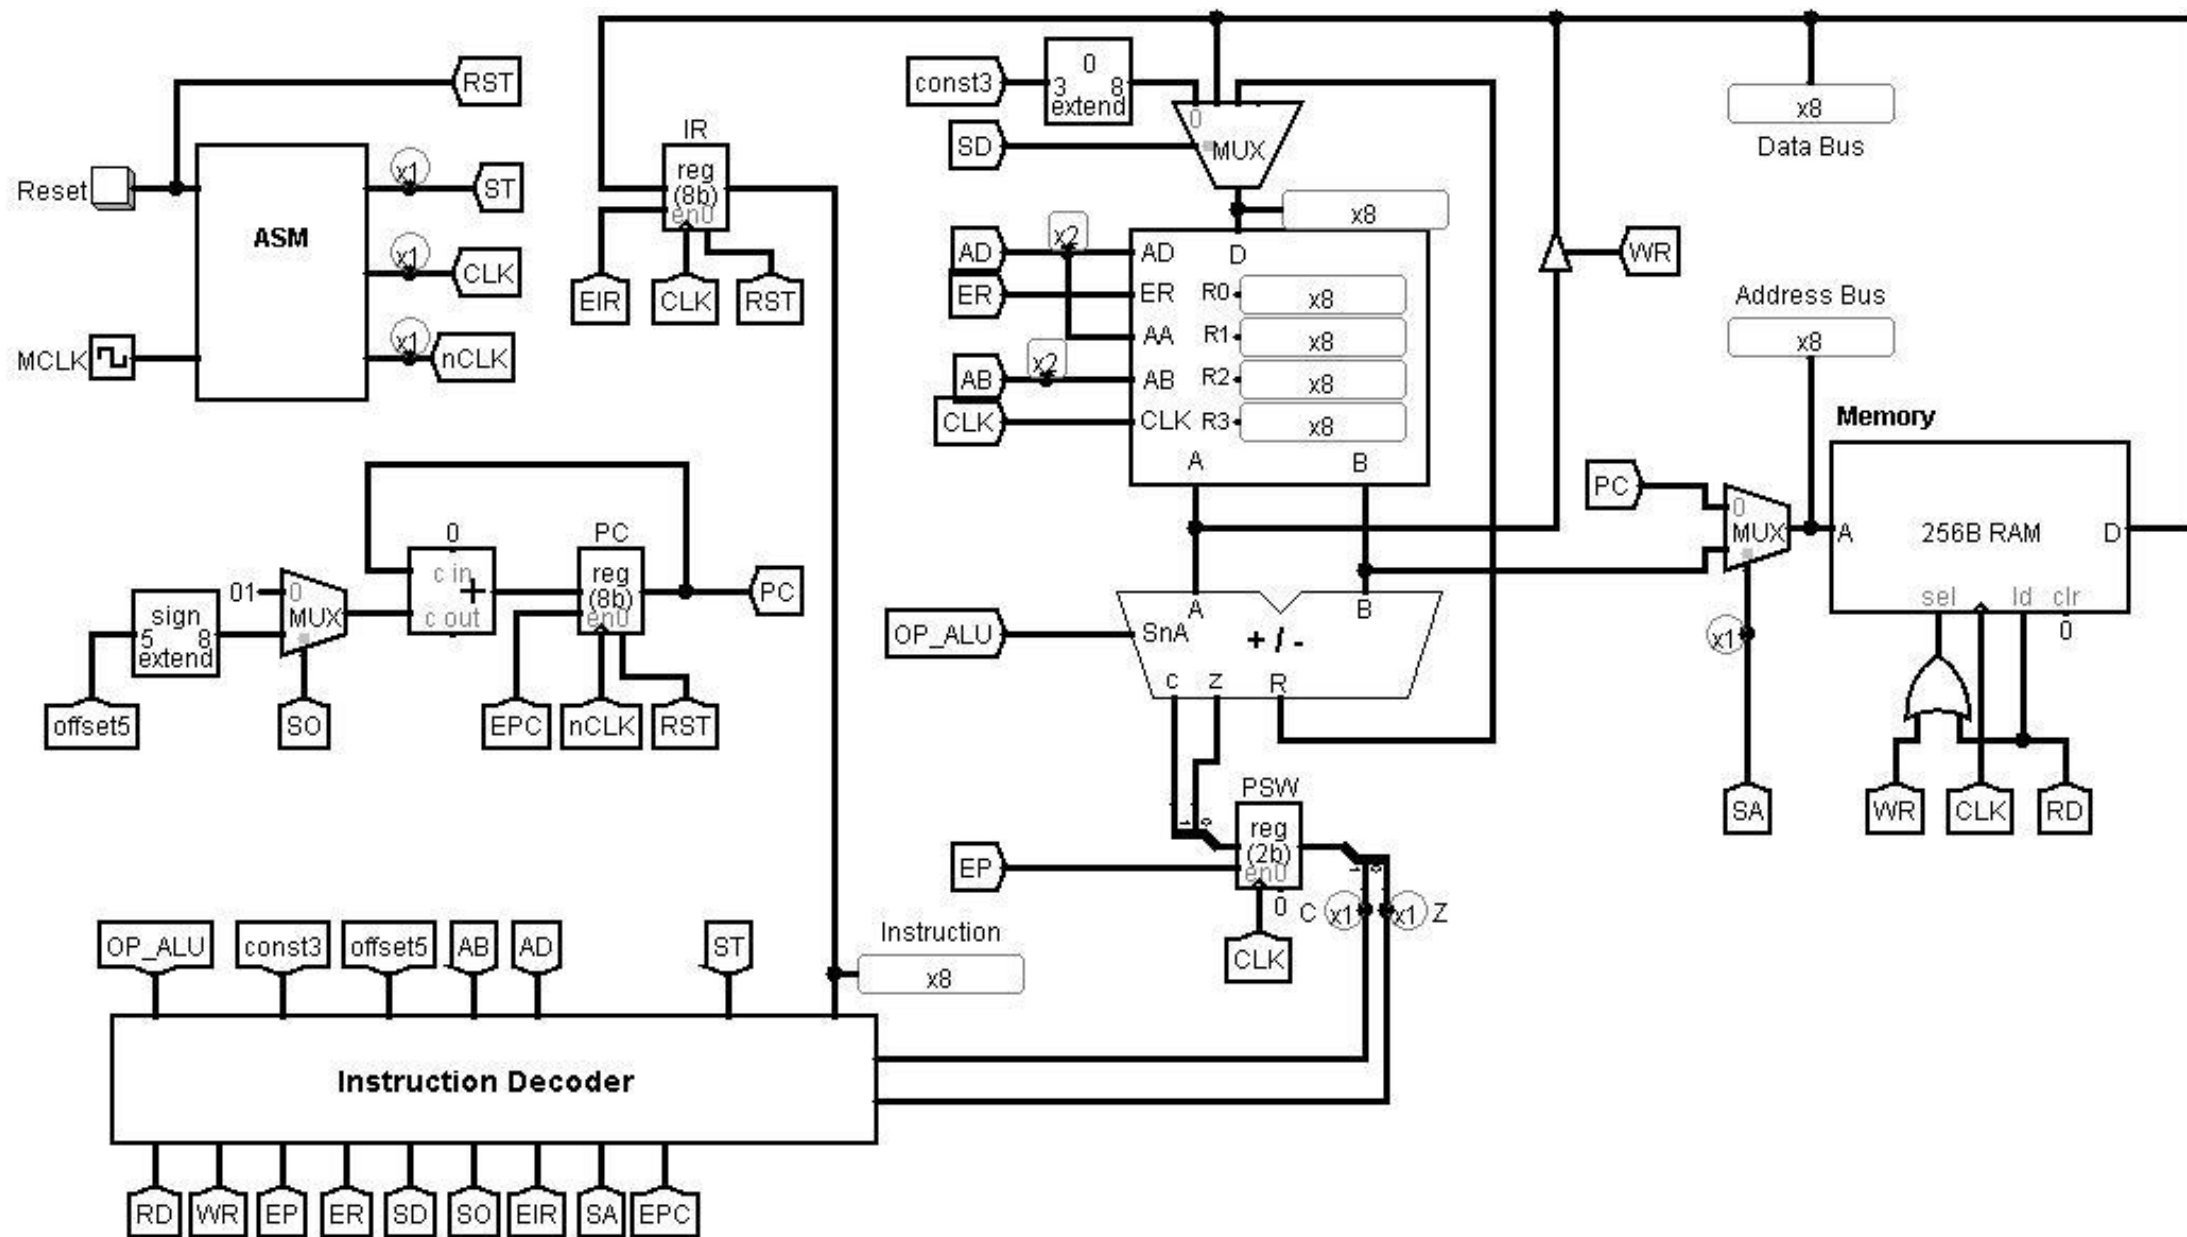 RST
const3
0
3 8
extend
x8
Data Bus
IR
reg
(8b)
en0
SD
0
MUX
Reset
ASM
x1
ST
x1
CLK
x1
nCLK
MCLK
EIR
CLK
RST
x8
AD
x2
AD
D
ER
ER
R0
x8
AA
R1
x8
AB
x2
AB
R2
x8
CLK
CLK
R3
x8
A
B
WR
Address Bus
x8
Memory
PC
0
MUX
A
256B RAM
D
sel
ld
clr
0
x1
SA
WR
CLK
RD
0
c in
+
c out
PC
reg
(8b)
en0
PC
01
0
MUX
sign
5 8
extend
offset5
SO
EPC
nCLK
RST
OP_ALU
SnA
A
B
+ / -
C
Z
R
PSW
1
0
reg
(2b)
en0
0
EP
CLK
1
0
C
x1
x1
Z
Instruction
x8
OP_ALU
const3
offset5
AB
AD
ST
Instruction Decoder
RD
WR
EP
ER
SD
SO
EIR
SA
EPC